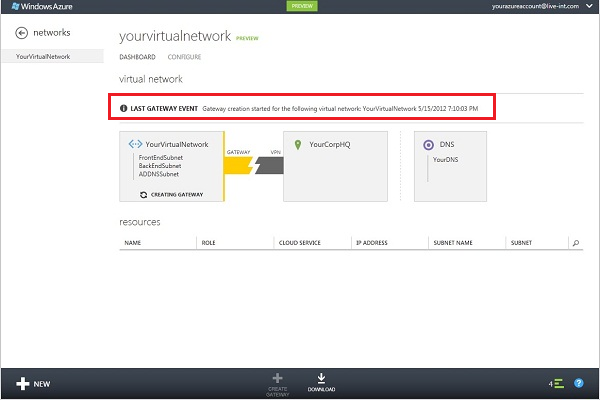 Windows Azure
PREVIEW
yourazureaccount@live-int.com
networks
YourVirtualNetwork
yourvirtualnetwork PREVIEW
DASHBOARD CONFIGURE
virtual network
LAST GATEWAY EVENT Gateway creation started for the following virtual network: YourVirtualNetwork 5/15/2012 7:10:03 PM
YourVirtualNetwork
FrontEndSubnet
BackEndSubnet
ADDNSSubnet
CREATING GATEWAY
GATEWAY VPN
YourCorpHQ
DNS
YourDNS
resources
NAME ROLE CLOUD SERVICE IP ADDRESS SUBNET NAME SUBNET
NEW
CREATE
GATEWAY
DOWNLOAD
4
?